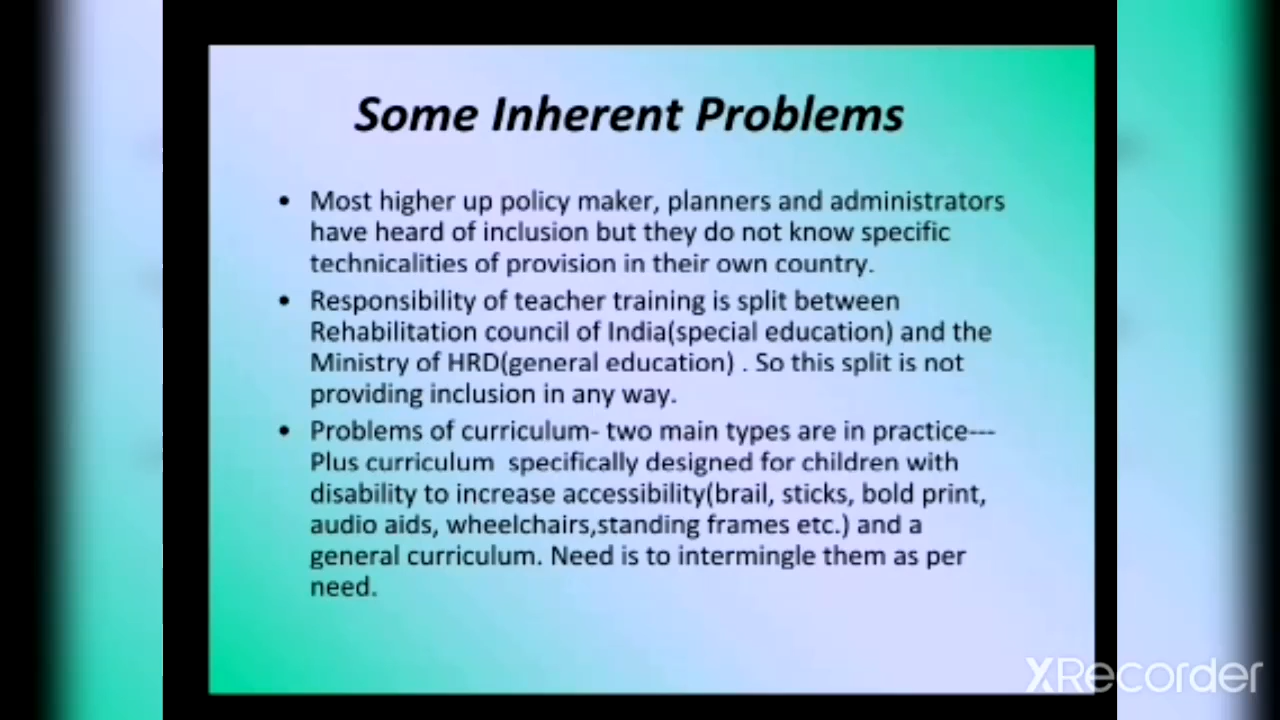 Some Inherent Problems
• Most higher up policy maker, planners and administrators
have heard of inclusion but they do not know specific
technicalities of provision in their own country.
• Responsibility of teacher training is split between
Rehabilitation council of India(special education) and the
Ministry of HRD(general education) . So this split is not
providing inclusion in any way.
• Problems of curriculum- two main types are in practice---
Plus curriculum  specifically designed for children with
disability to increase accessibility(brail, sticks, bold print,
audio aids, wheelchairs,standing frames etc.) and a
general curriculum. Need is to intermingle them as per
need.
XRecorder